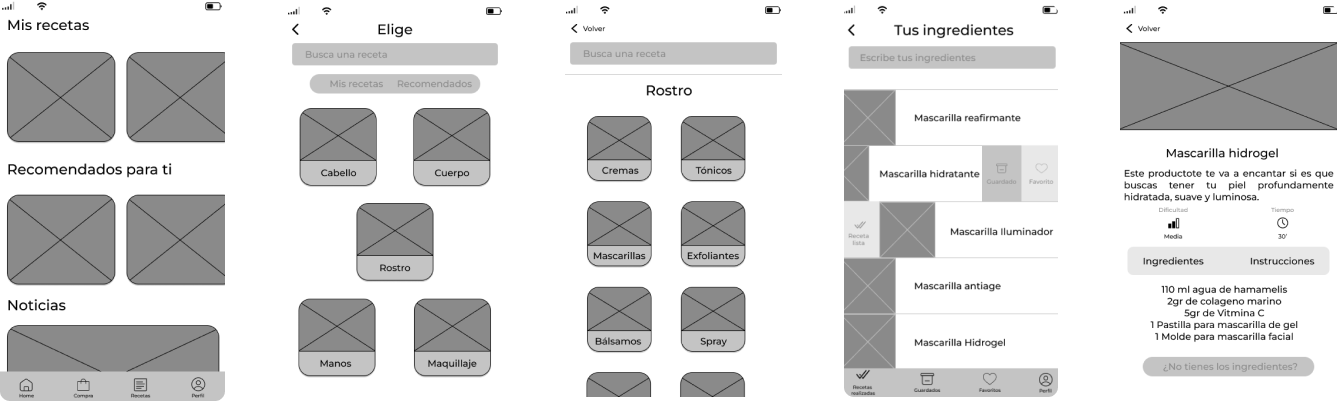 Mis recetas
Recomendados para ti
Noticias
Home Compra Recetas Perfil
Elige
Busca una receta
Mis recetas Recomendados
Cabello Cuerpo
Rostro
Manos Maquillaje
Volver
Busca una receta
Rostro
Cremas Tónicos
Mascarillas Exfoliantes
Bálsamos Spray
Tus ingredientes
Escribe tus ingredientes
Mascarilla reafirmante
Mascarilla hidratante Guardado Favorito
Receta
lista
Mascarilla Iluminador
Mascarilla antiage
Mascarilla Hidrogel
Recetas
realizadas
Guardados Favoritos Perfil
Volver
Mascarilla hidrogel
Este productote te va a encantar si es que
buscas tener tu piel profundamente
hidratada, suave y luminosa.
Dificultad Tiempo
Media 30'
Ingredientes Instrucciones
110 ml agua de hamamelis
2gr de colageno marino
5gr de Vitmina C
1 Pastilla para mascarilla de gel
1 Molde para mascarilla facial
¿No tienes los ingredientes?